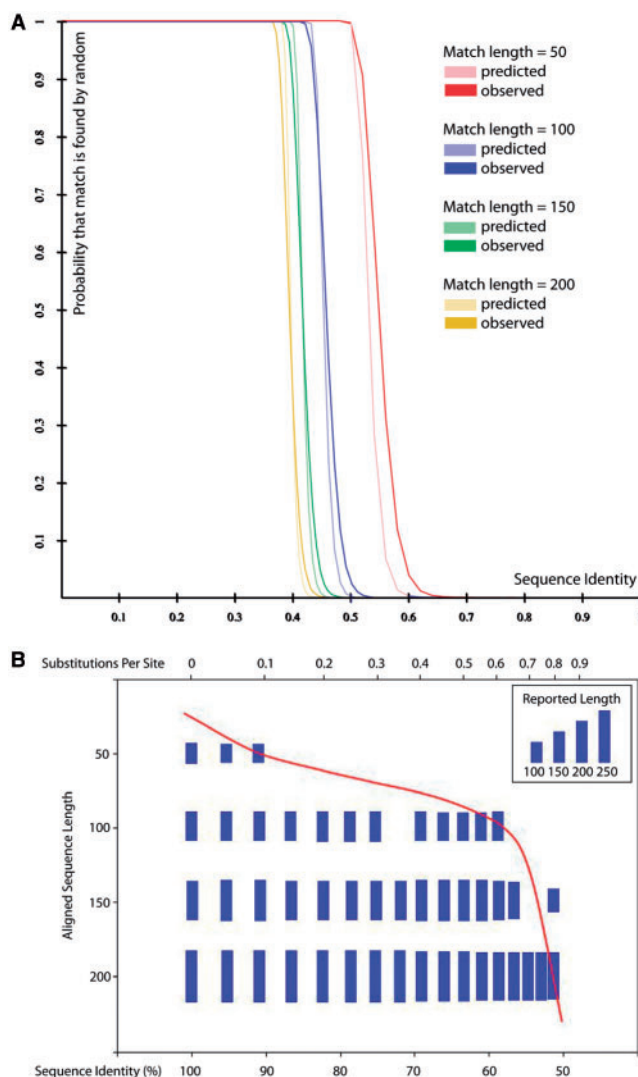 A
Probability that match is found by random
1
0.9
0.8
0.7
0.6
0.5
0.4
0.3
0.2
0.1
Match length = 50
predicted
observed
Match length = 100
predicted
observed
Match length = 150
predicted
observed
Match length = 200
predicted
observed
Sequence Identity
0.1 0.2 0.3 0.4 0.5 0.6 0.7 0.8 0.9
B
Substitutions Per Site 0 0.1 0.2 0.3 0.4 0.5 0.6 0.7 0.8 0.9
Reported Length
100 150 200 250
Aligned Sequence Length
50
100
150
200
Sequence Identity (%) 100 90 80 70 60 50